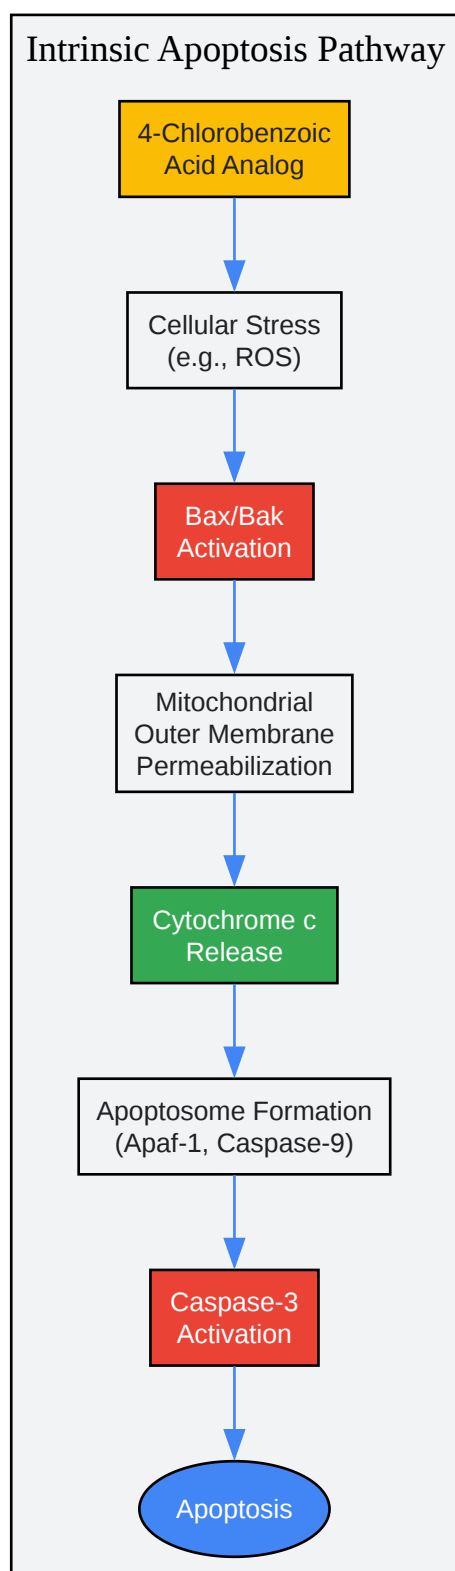 Intrinsic Apoptosis Pathway
4-Chlorobenzoic
Acid Analog
Cellular Stress
(e.g., ROS)
Bax/Bak
Activation
Mitochondrial
Outer Membrane
Permeabilization
Cytochrome c
Release
Apoptosome Formation
(Apaf-1, Caspase-9)
Caspase-3
Activation
Apoptosis